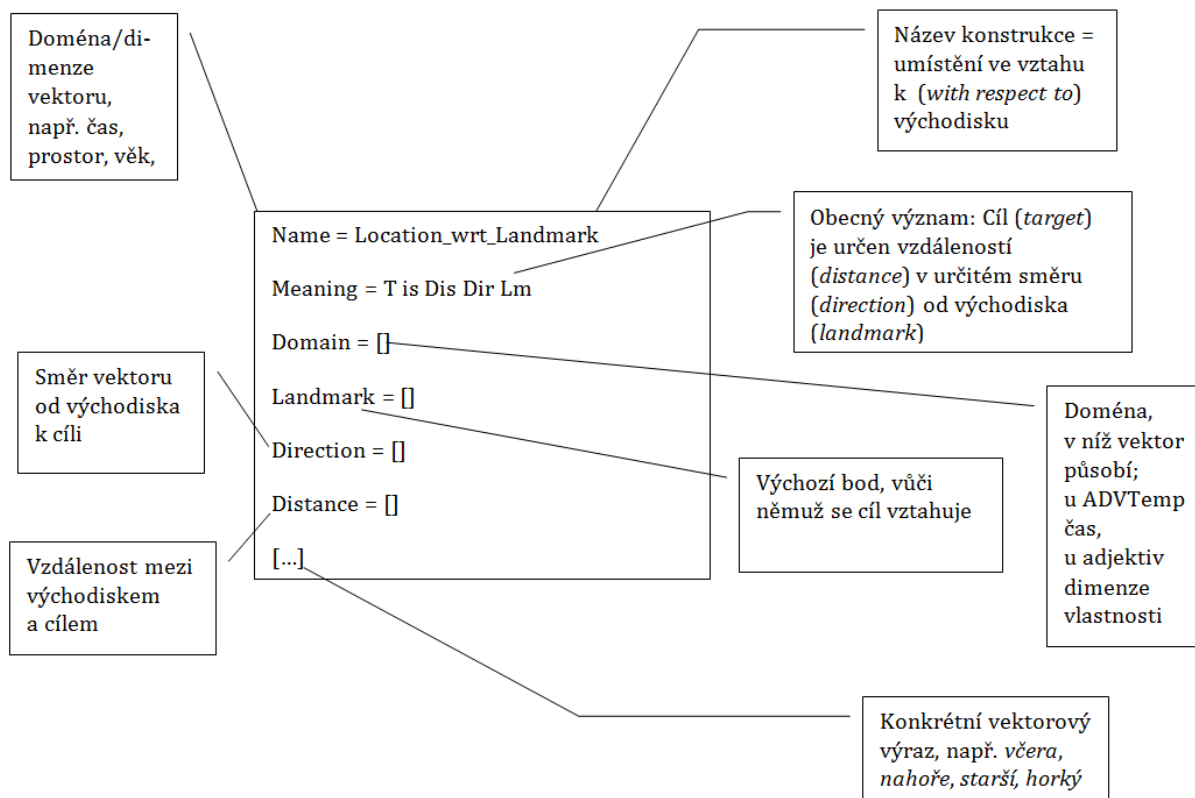 Doména/di-
menze
vektoru,
např. čas,
prostor, věk,
Název konstrukce =
umístění ve vztahu
k (with respect to)
východisku
Obecný význam: Cíl (target)
je určen vzdáleností
(distance) v určitém směru
(direction) od východiska
(landmark)
Name = Location_wrt_Landmark
Meaning = T is Dis Dir Lm
Domain = []
Landmark = []
Direction = []
Distance = []
[…]
Směr vektoru
od východiska
k cíli
Doména,
v níž vektor
působí;
u ADVTemp
čas,
u adjektiv
dimenze
vlastnosti
Výchozí bod, vůči
němuž se cíl vztahuje
Vzdálenost mezi
východiskem
a cílem
Konkrétní vektorový
výraz, např. včera,
nahoře, starší, horký